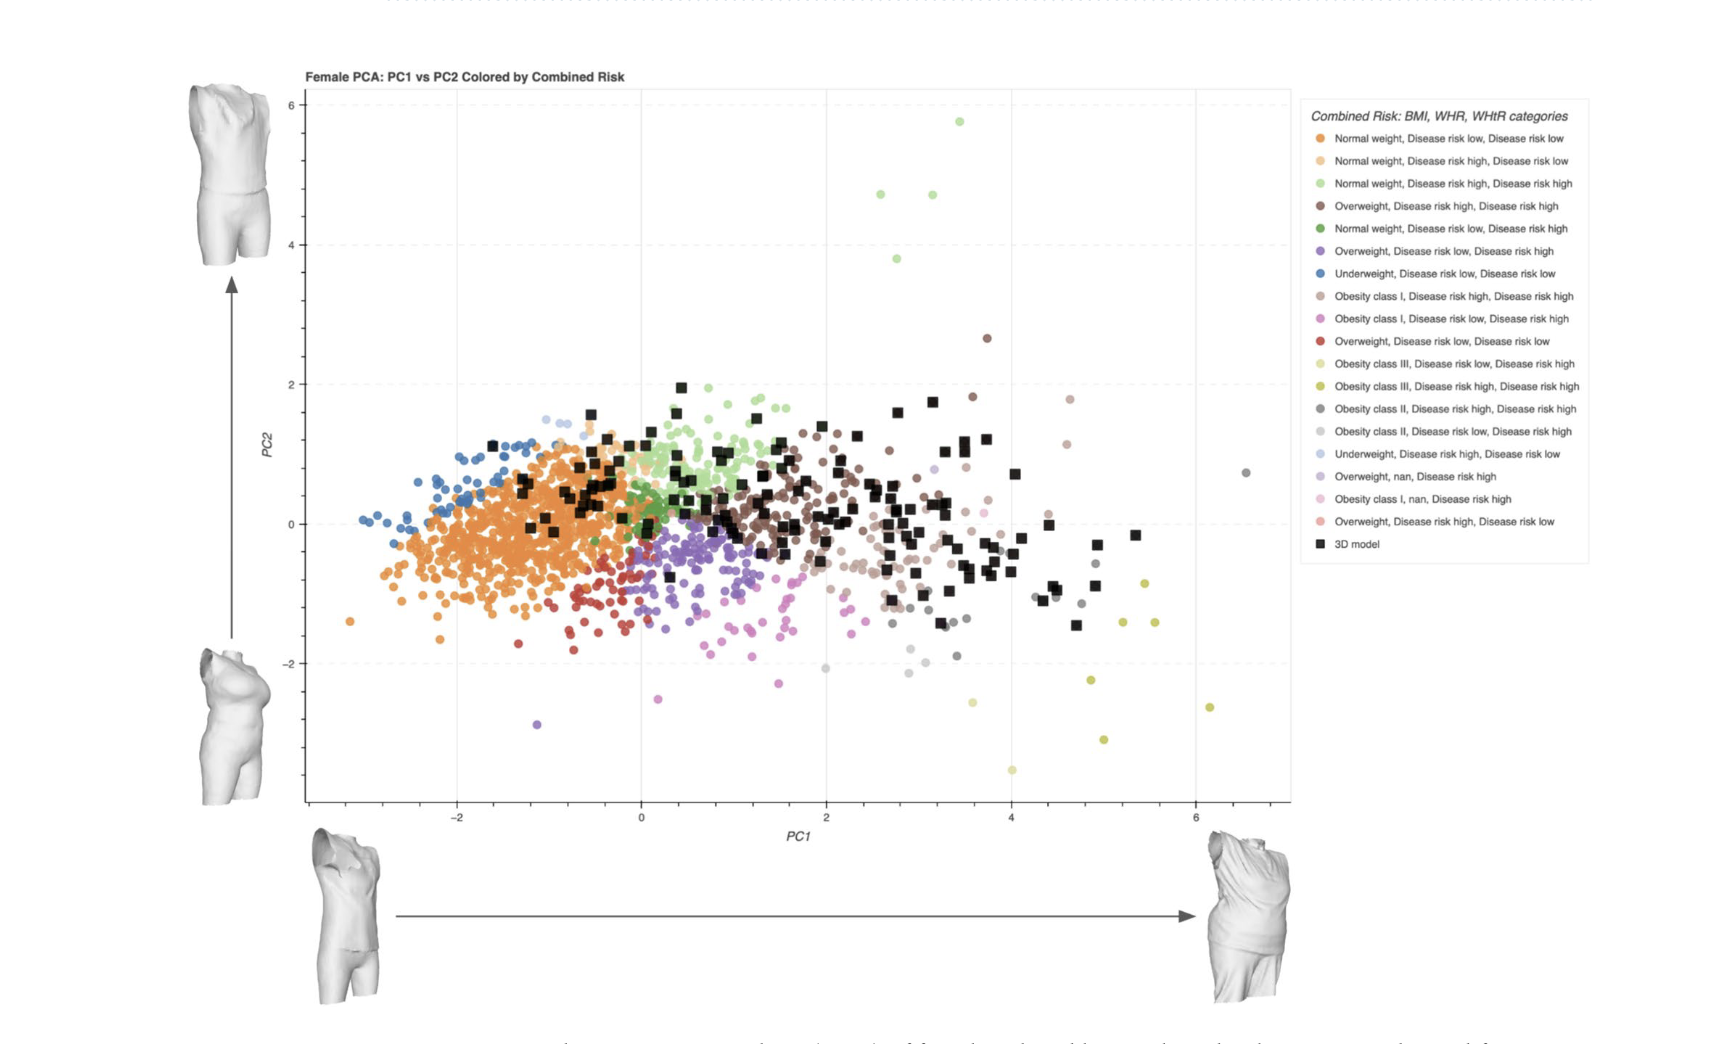 Female PCA: PC1 vs PC2 Colored by Combined Risk
6
4
2
0
−2
PC2
−2
0
2
4
6
PC1
Combined Risk: BMI, WHR, WHtR categories
Normal weight, Disease risk low, Disease risk low
Normal weight, Disease risk high, Disease risk low
Normal weight, Disease risk high, Disease risk high
Overweight, Disease risk high, Disease risk high
Normal weight, Disease risk low, Disease risk high
Overweight, Disease risk low, Disease risk high
Underweight, Disease risk low, Disease risk low
Obesity class I, Disease risk high, Disease risk high
Obesity class I, Disease risk low, Disease risk high
Overweight, Disease risk low, Disease risk low
Obesity class III, Disease risk low, Disease risk high
Obesity class III, Disease risk high, Disease risk high
Obesity class II, Disease risk high, Disease risk high
Obesity class II, Disease risk low, Disease risk high
Underweight, Disease risk high, Disease risk low
Overweight, nan, Disease risk high
Obesity class I, nan, Disease risk high
Overweight, Disease risk high, Disease risk low
3D model